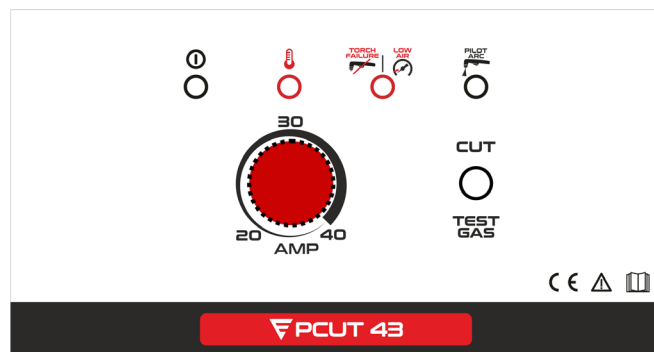 TORCH FAILURE
LOW AIR
PILOT ARC
30
20
40
AMP
CUT
TEST GAS
CE
PCUT 43